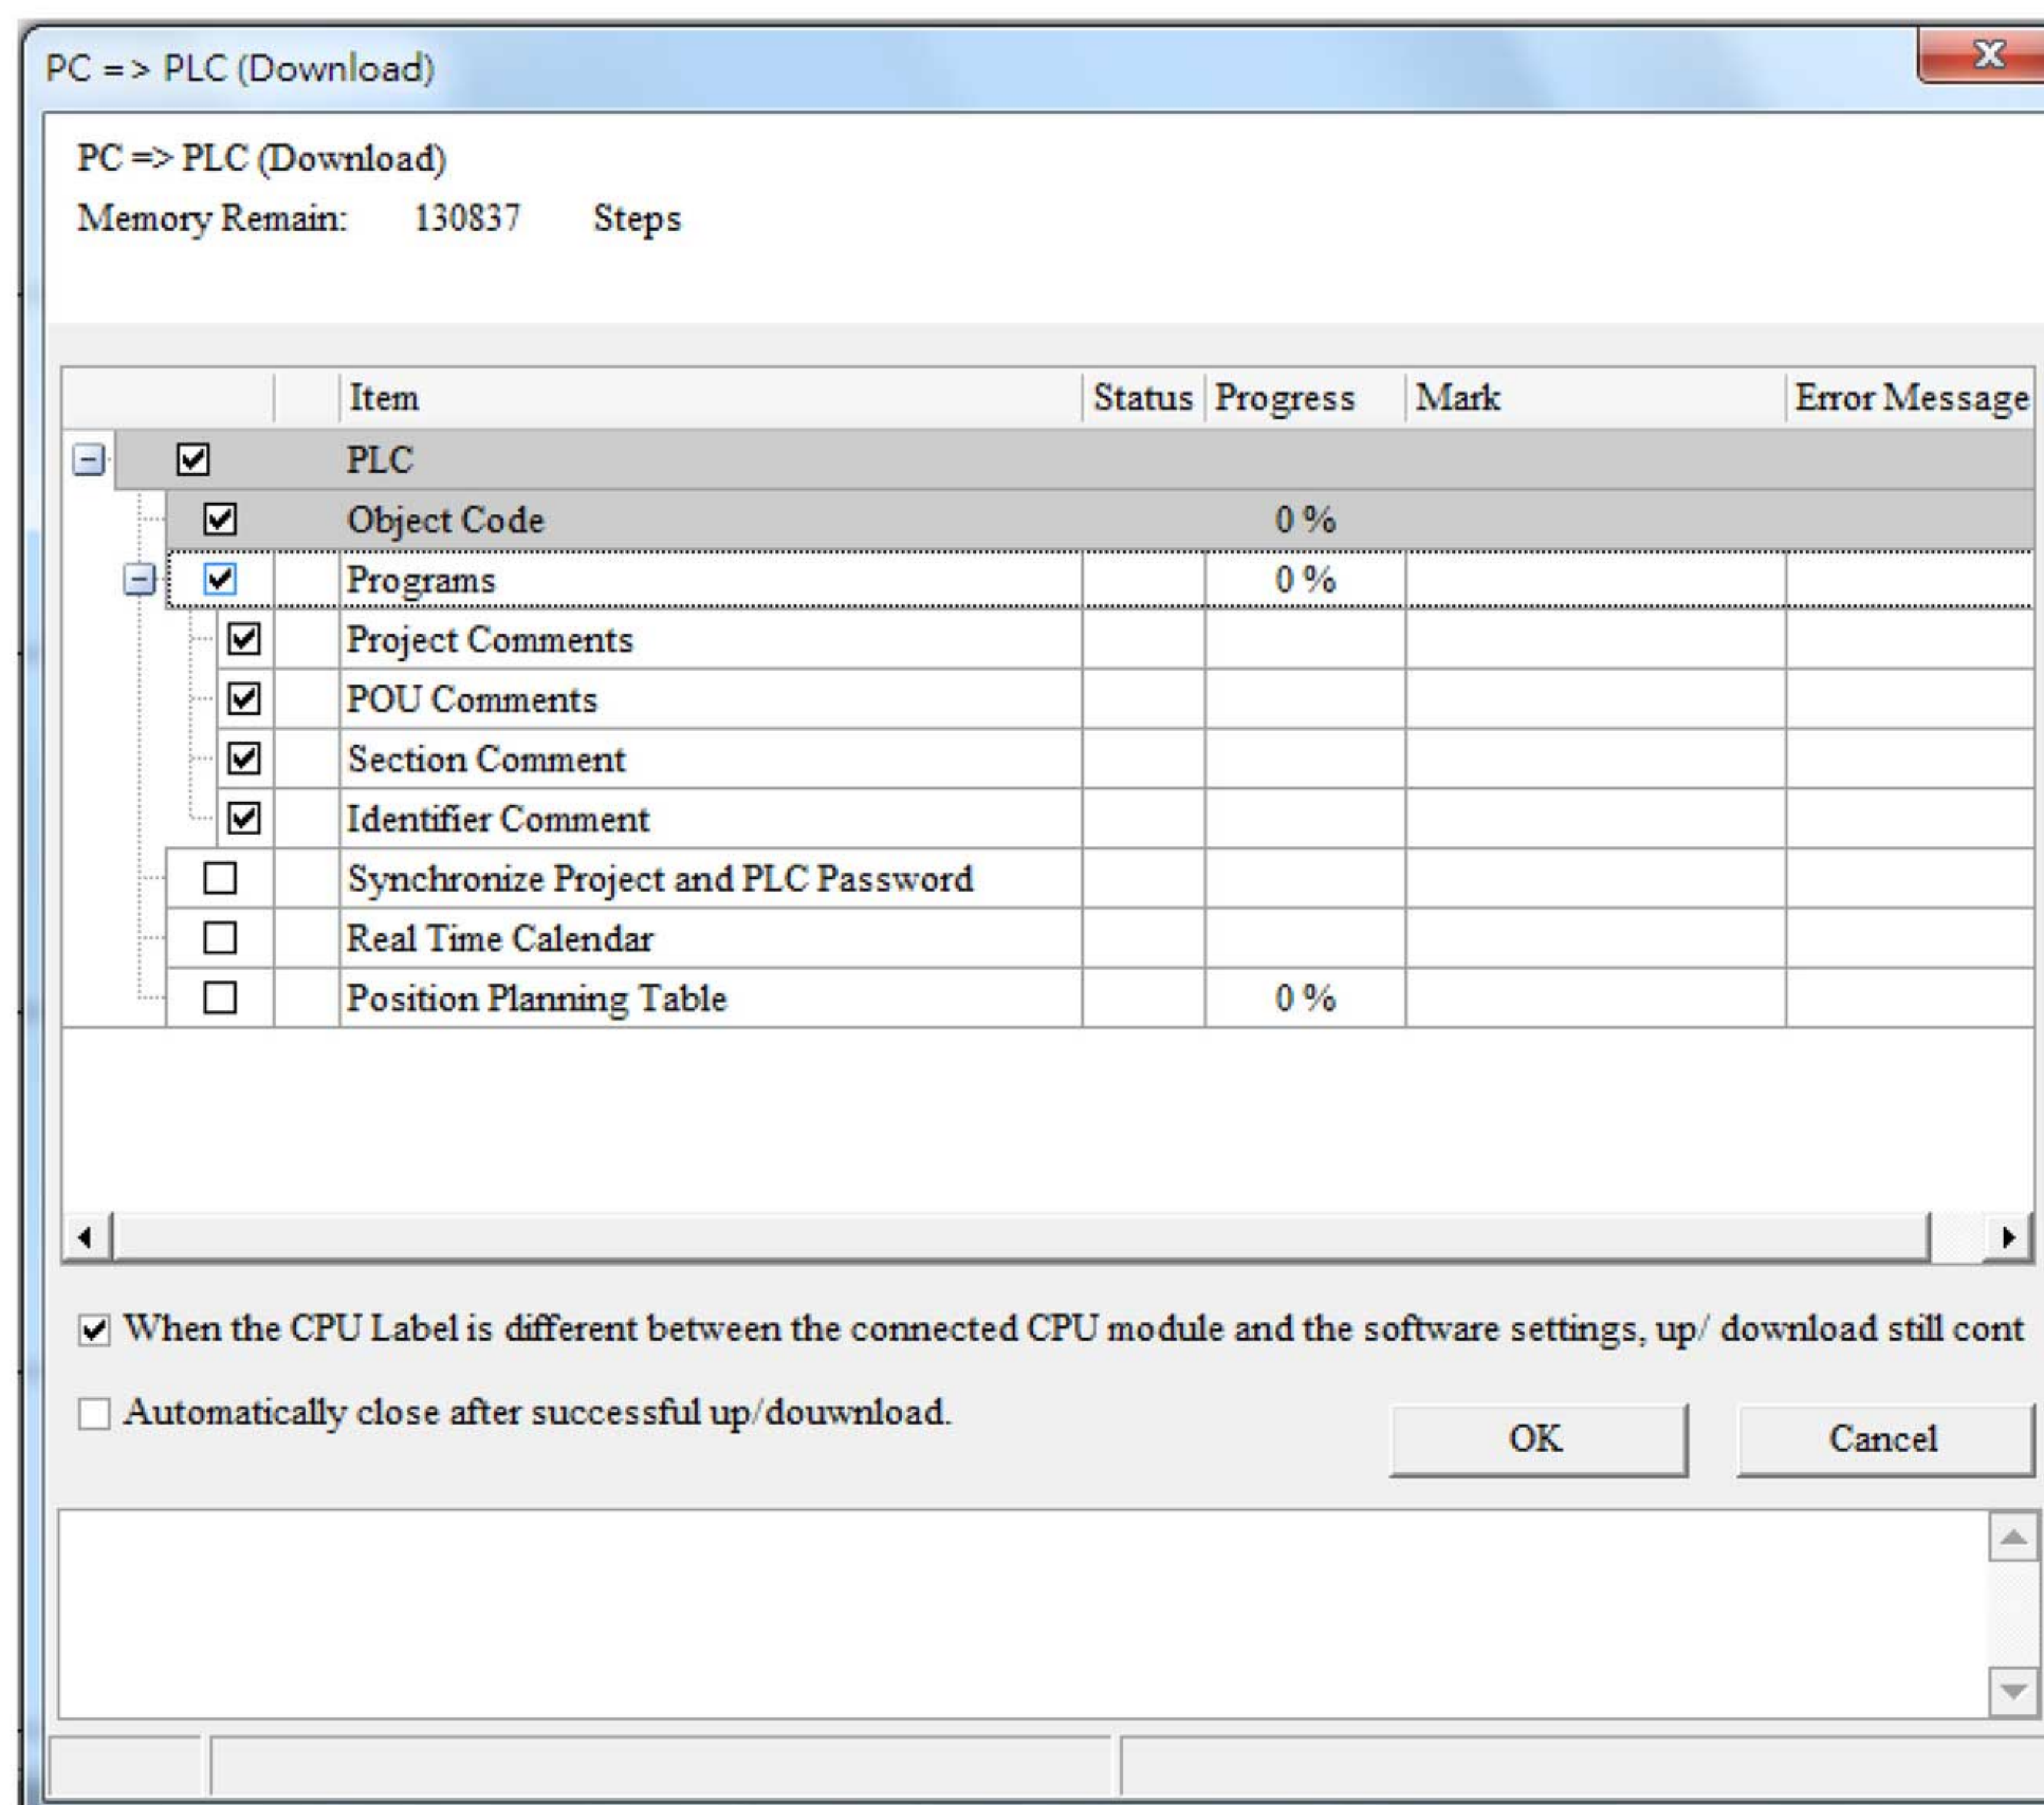 PC => PLC (Download)
PC => PLC (Download)
Memory Remain: 130837 Steps
Item Status Progress Mark Error Message
PLC
Object Code 0 %
Programs 0 %
Project Comments
POU Comments
Section Comment
Identifier Comment
Synchronize Project and PLC Password
Real Time Calendar
Position Planning Table 0 %
When the CPU Label is different between the connected CPU module and the software settings, up/ download still cont
Automatically close after successful up/douwnload.
OK Cancel